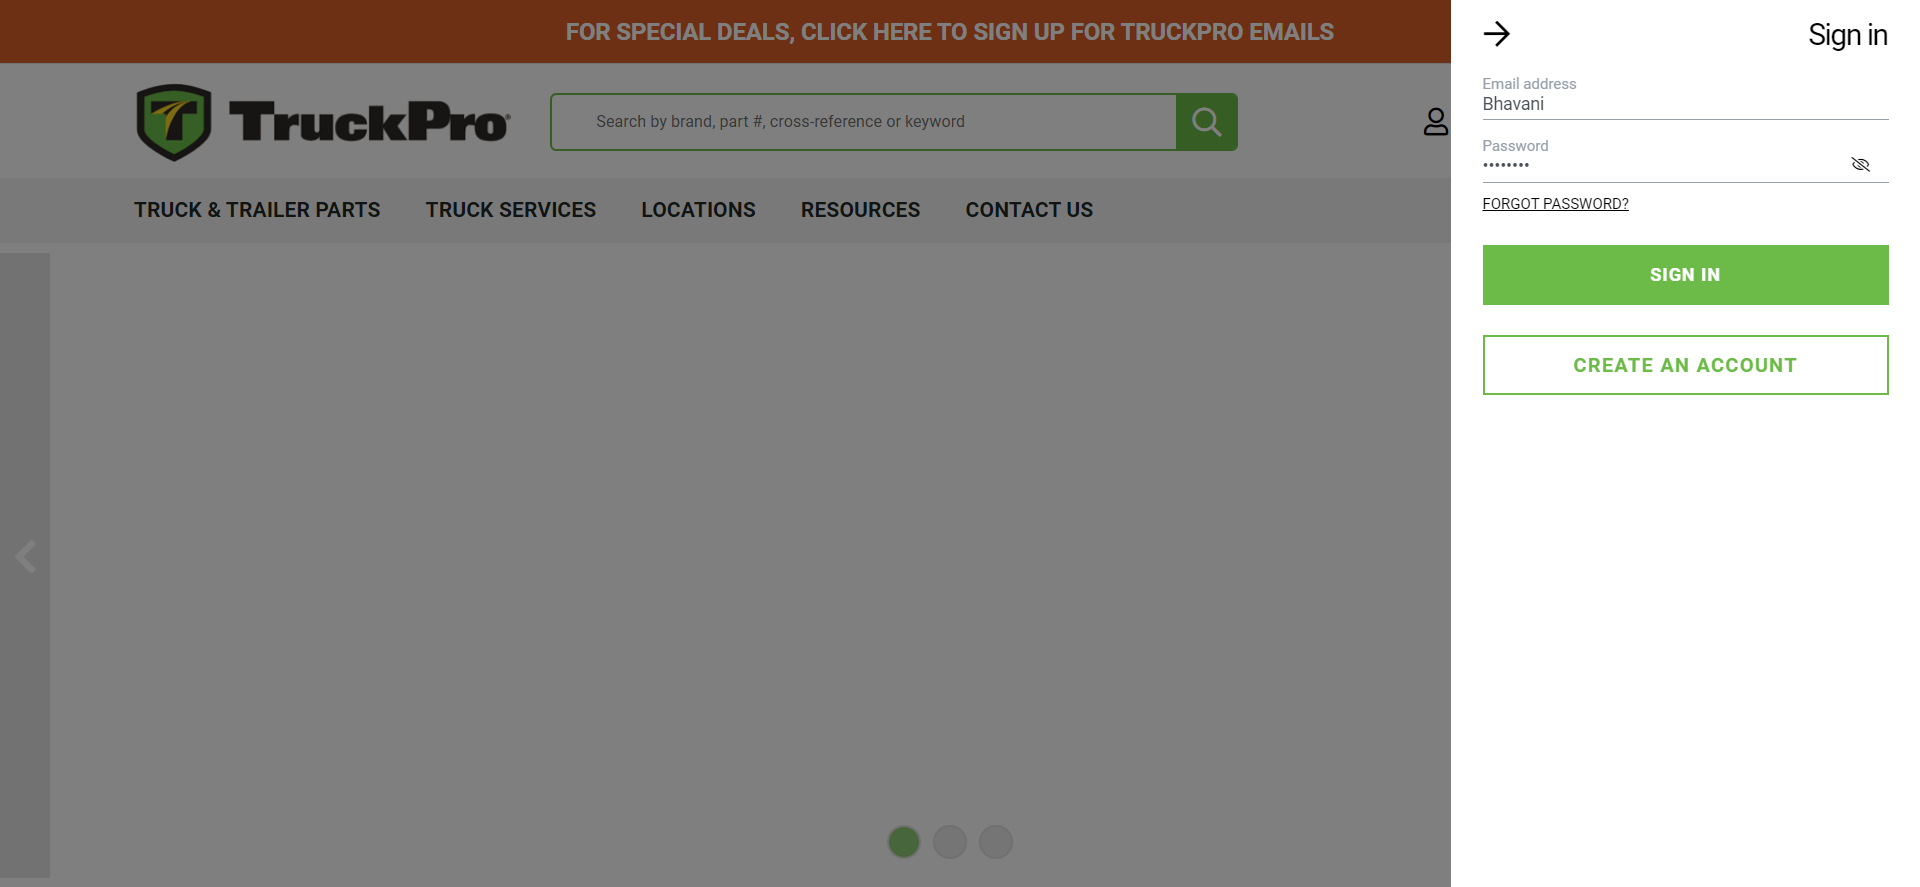 FOR SPECIAL DEALS, CLICK HERE TO SIGN UP FOR TRUCKPRO EMAILS
TruckPro®
Search by brand, part #, cross-reference or keyword
TRUCK & TRAILER PARTS
TRUCK SERVICES
LOCATIONS
RESOURCES
CONTACT US
Sign in
Email address
Bhavani
Password
••••••••
FORGOT PASSWORD?
SIGN IN
CREATE AN ACCOUNT